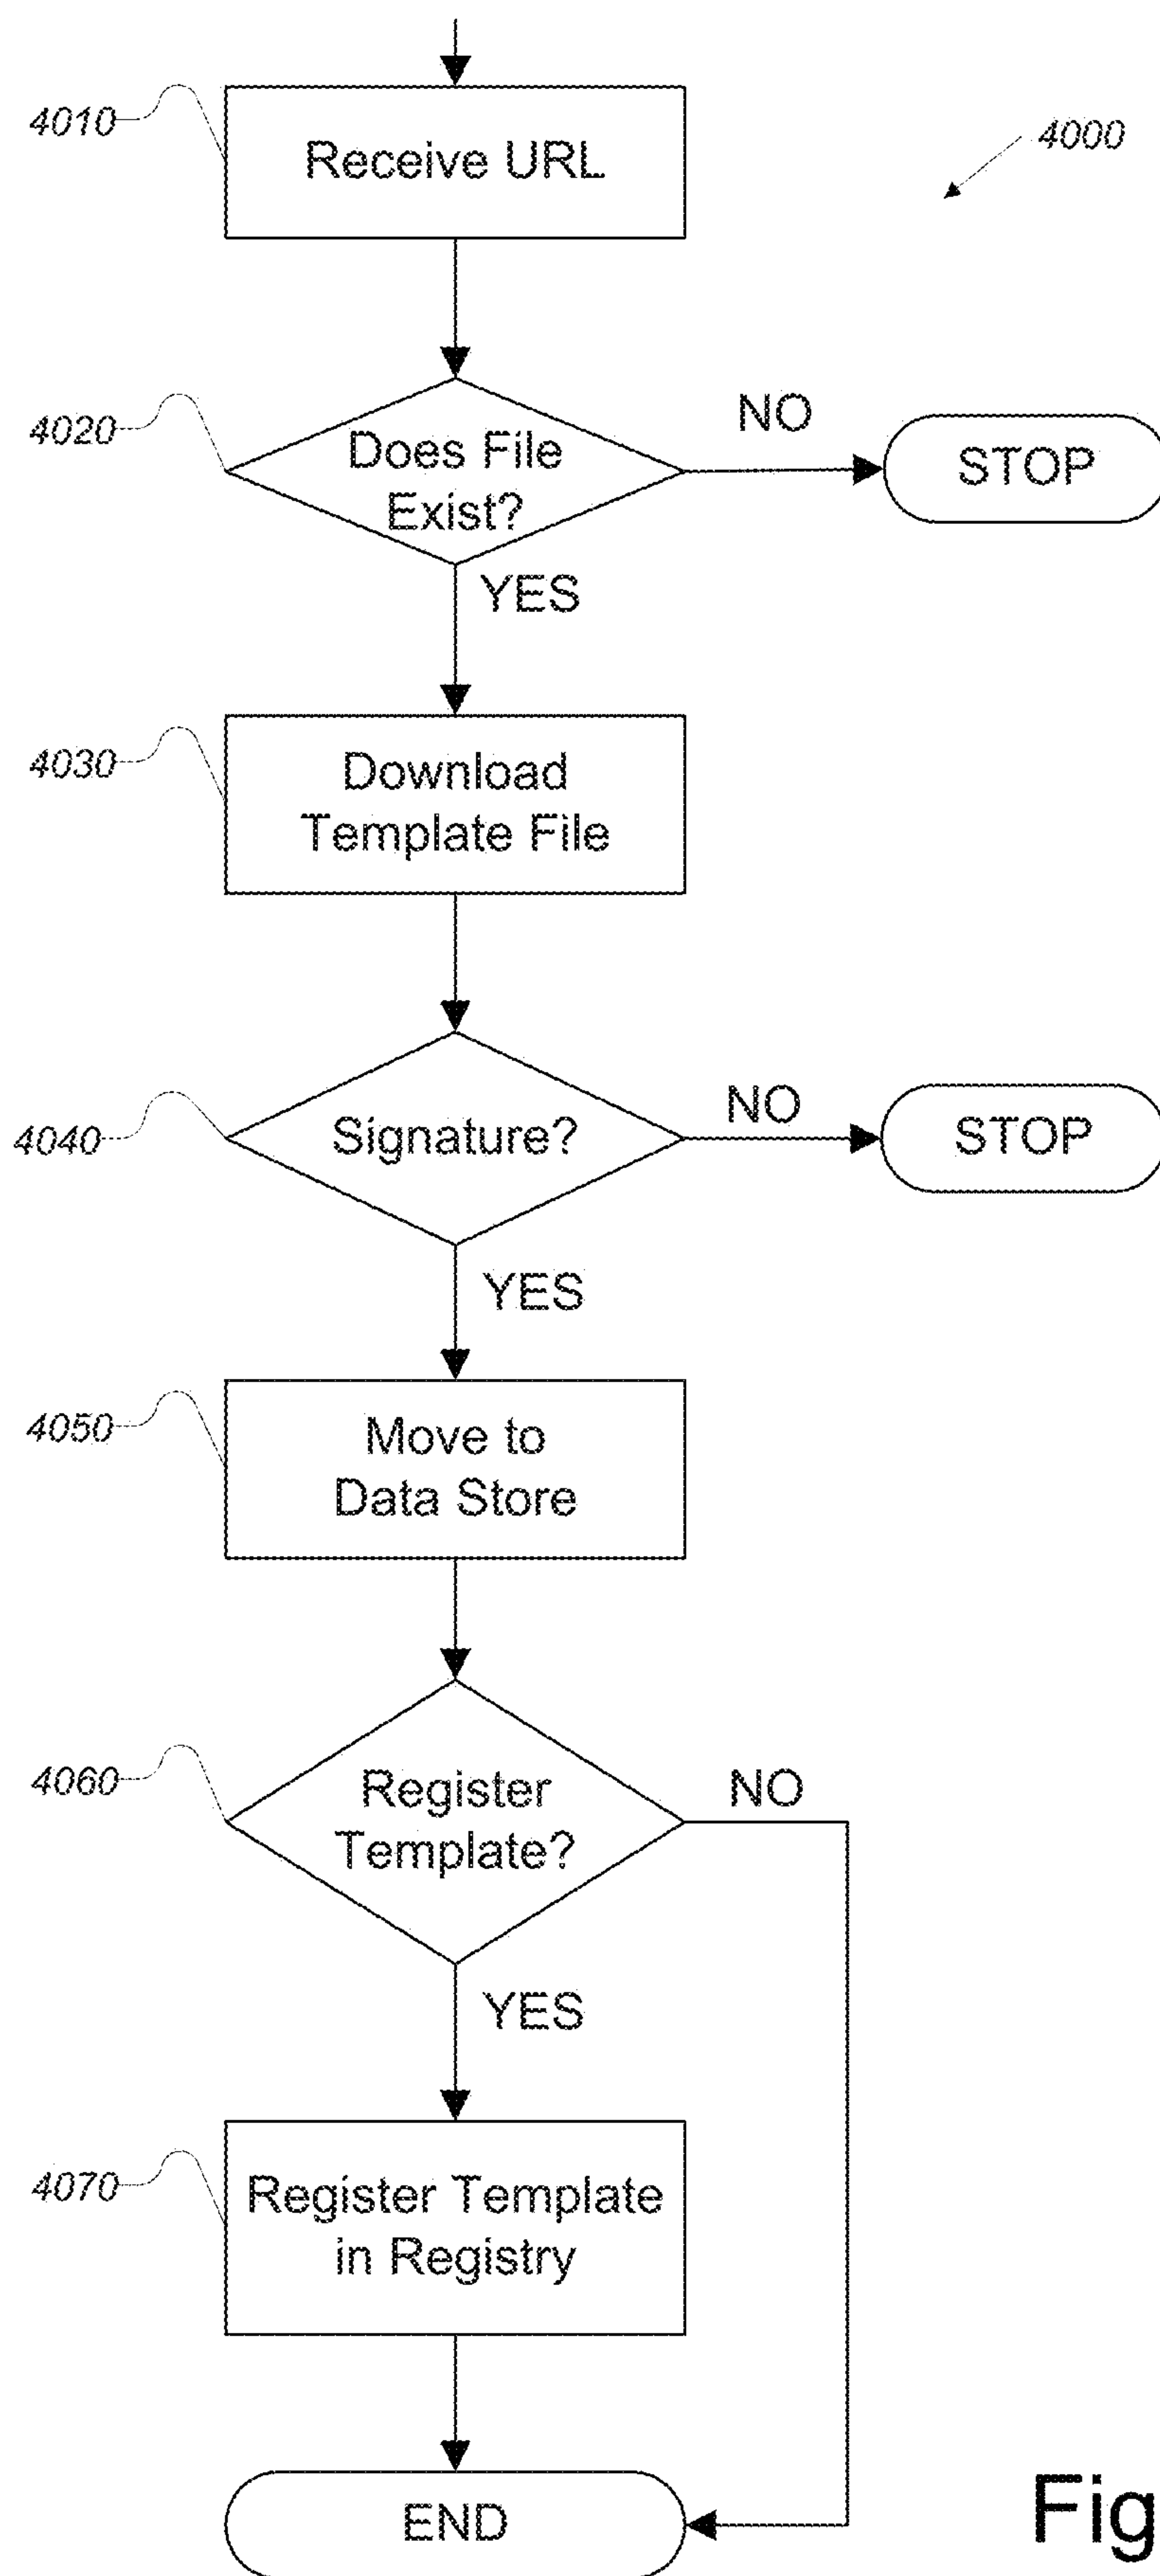 4010
Receive URL
4000
4020
Does File
Exist?
NO
STOP
YES
4030
Download
Template File
4040
Signature?
NO
STOP
YES
4050
Move to
Data Store
4060
Register
Template?
NO
YES
4070
Register Template
in Registry
END
Fig